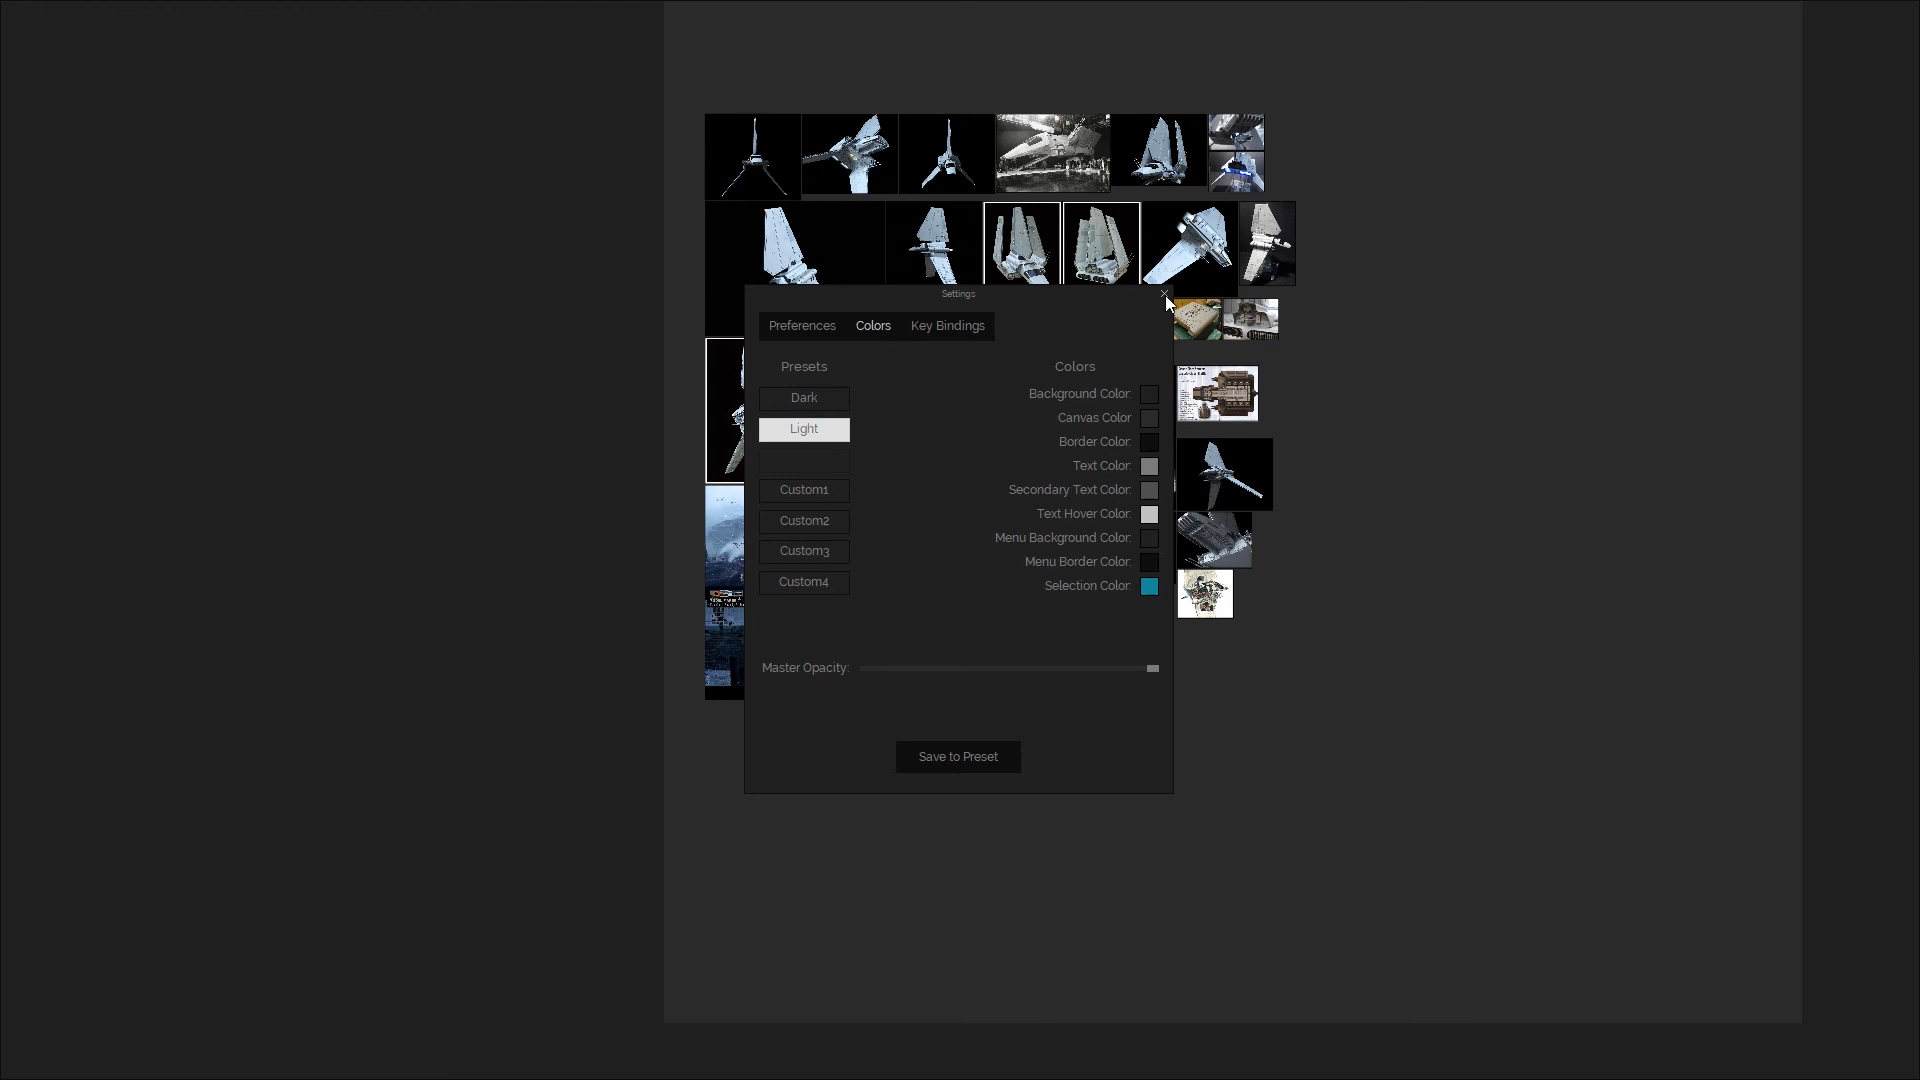 Settings
Preferences Colors Key Bindings
Presets
Dark
Light
Custom1
Custom2
Custom3
Custom4
Colors
Background Color:
Canvas Color
Border Color:
Text Color:
Secondary Text Color:
Text Hover Color:
Menu Background Color:
Menu Border Color:
Selection Color:
Master Opacity:
Save to Preset